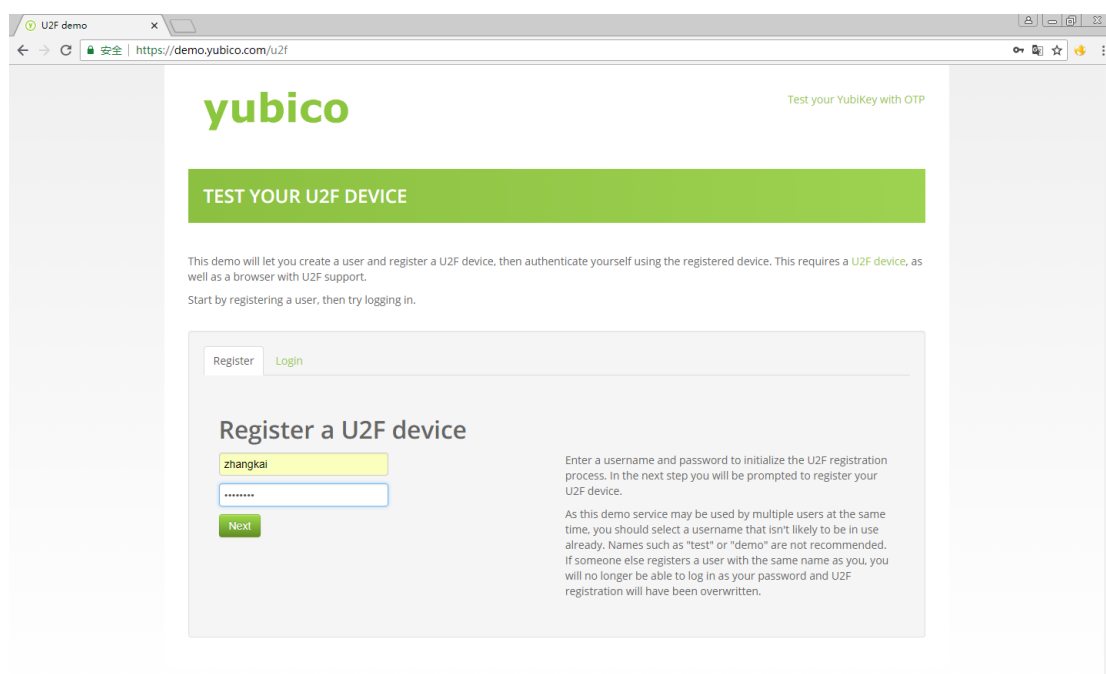 U2F demo
安全 | https://demo.yubico.com/u2f
yubico
Test your YubiKey with OTP
TEST YOUR U2F DEVICE
This demo will let you create a user and register a U2F device, then authenticate yourself using the registered device. This requires a U2F device, as
well as a browser with U2F support.
Start by registering a user, then try logging in.
Register Login
Register a U2F device
zhangkai
••••••••
Next
Enter a username and password to initialize the U2F registration
process. In the next step you will be prompted to register your
U2F device.
As this demo service may be used by multiple users at the same
time, you should select a username that isn't likely to be in use
already. Names such as "test" or "demo" are not recommended.
If someone else registers a user with the same name as you, you
will no longer be able to log in as your password and U2F
registration will have been overwritten.